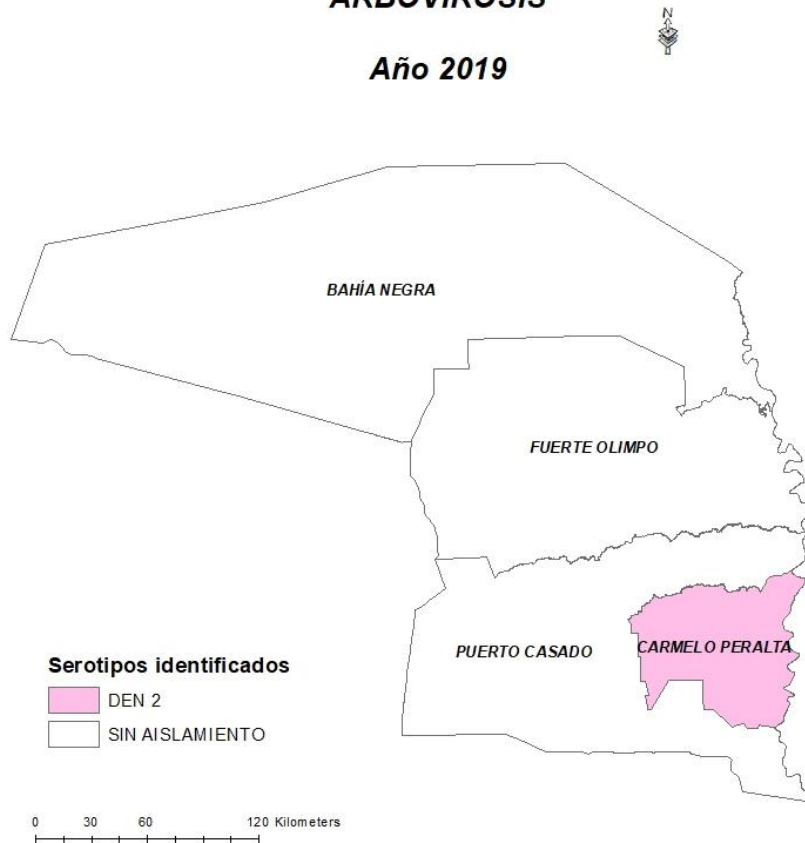 ARBOVIROSIS
N
Año 2019
BAHÍA NEGRA
FUERTE OLIMPO
PUERTO CASADO
CARMELO PERALTA
Serotipos identificados
DEN 2
SIN AISLAMIENTO
0 30 60 120 Kilometers